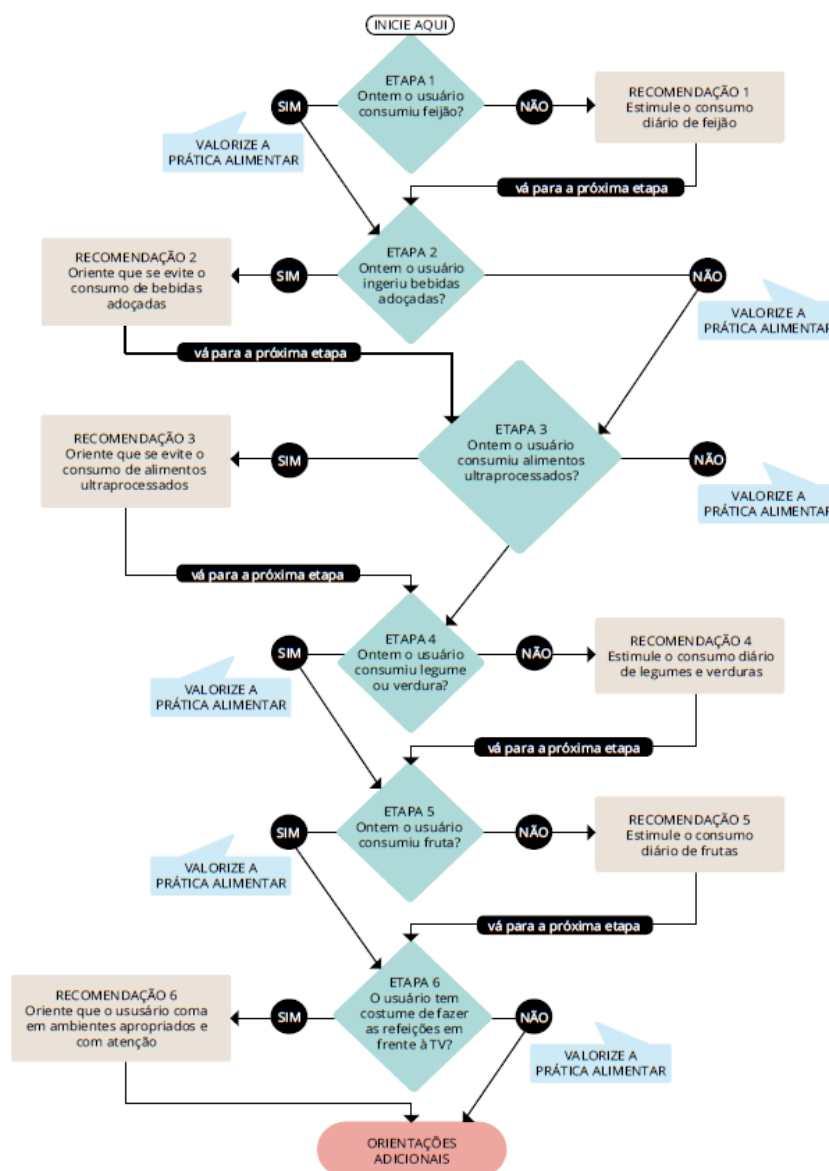 INICIE AQUI
ETAPA 1
Ontem o usuário
consumiu feijão?
SIM
NÃO
RECOMENDAÇÃO 1
Estimule o consumo
diário de feijão
VALORIZE A
PRÁTICA ALIMENTAR
vá para a próxima etapa
ETAPA 2
Ontem o usuário
ingeriu bebidas
adoçadas?
RECOMENDAÇÃO 2
Oriente que se evite o
consumo de bebidas
adoçadas
SIM
NÃO
VALORIZE A
PRÁTICA ALIMENTAR
vá para a próxima etapa
ETAPA 3
Ontem o usuário
consumiu alimentos
ultraprocessados?
RECOMENDAÇÃO 3
Oriente que se evite o
consumo de alimentos
ultraprocessados
SIM
NÃO
VALORIZE A
PRÁTICA ALIMENTAR
vá para a próxima etapa
ETAPA 4
Ontem o usuário
consumiu legume
ou verdura?
SIM
NÃO
RECOMENDAÇÃO 4
Estimule o consumo diário
de legumes e verduras
VALORIZE A
PRÁTICA ALIMENTAR
vá para a próxima etapa
ETAPA 5
Ontem o usuário
consumiu fruta?
SIM
NÃO
RECOMENDAÇÃO 5
Estimule o consumo
diário de frutas
VALORIZE A
PRÁTICA ALIMENTAR
vá para a próxima etapa
ETAPA 6
O usuário tem
costume de fazer
as refeições em
frente à TV?
RECOMENDAÇÃO 6
Oriente que o ususário coma
em ambientes apropriados e
com atenção
SIM
NÃO
VALORIZE A
PRÁTICA ALIMENTAR
ORIENTAÇÕES
ADICIONAIS